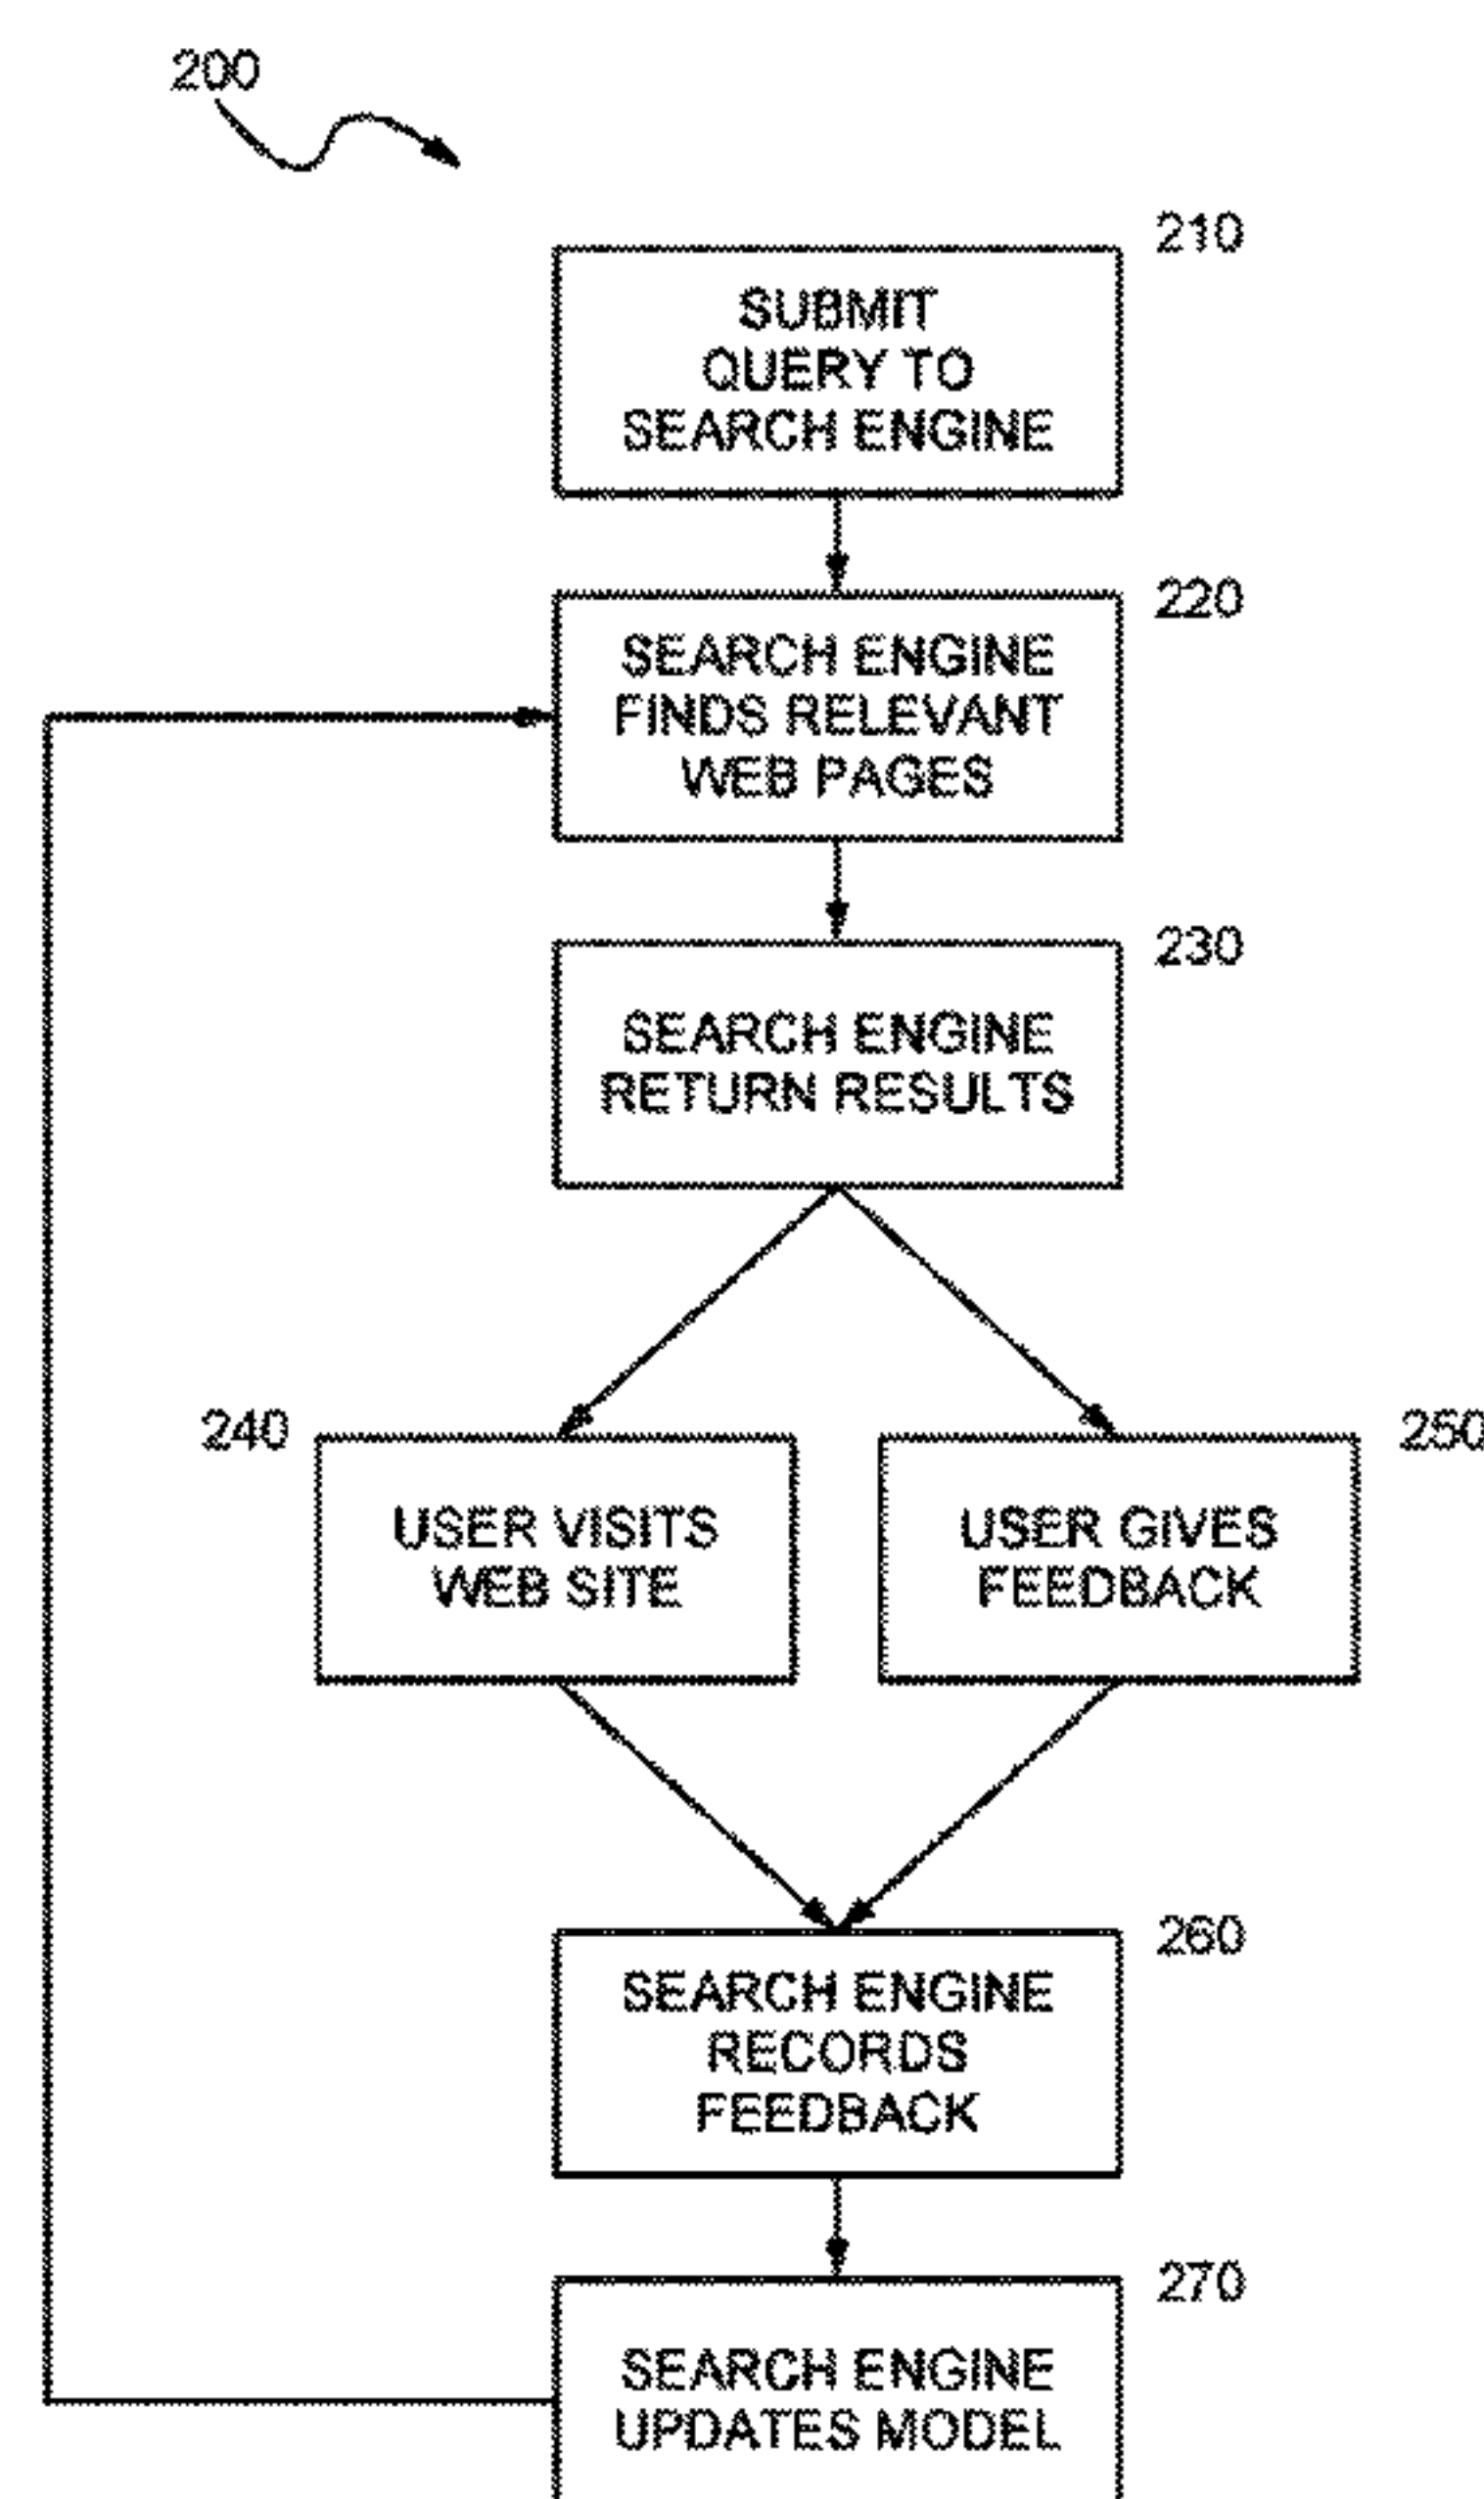 200
210
SUBMIT
QUERY TO
SEARCH ENGINE
220
SEARCH ENGINE
FINDS RELEVANT
WEB PAGES
230
SEARCH ENGINE
RETURN RESULTS
240
USER VISITS
WEB SITE
250
USER GIVES
FEEDBACK
260
SEARCH ENGINE
RECORDS
FEEDBACK
270
SEARCH ENGINE
UPDATES MODEL